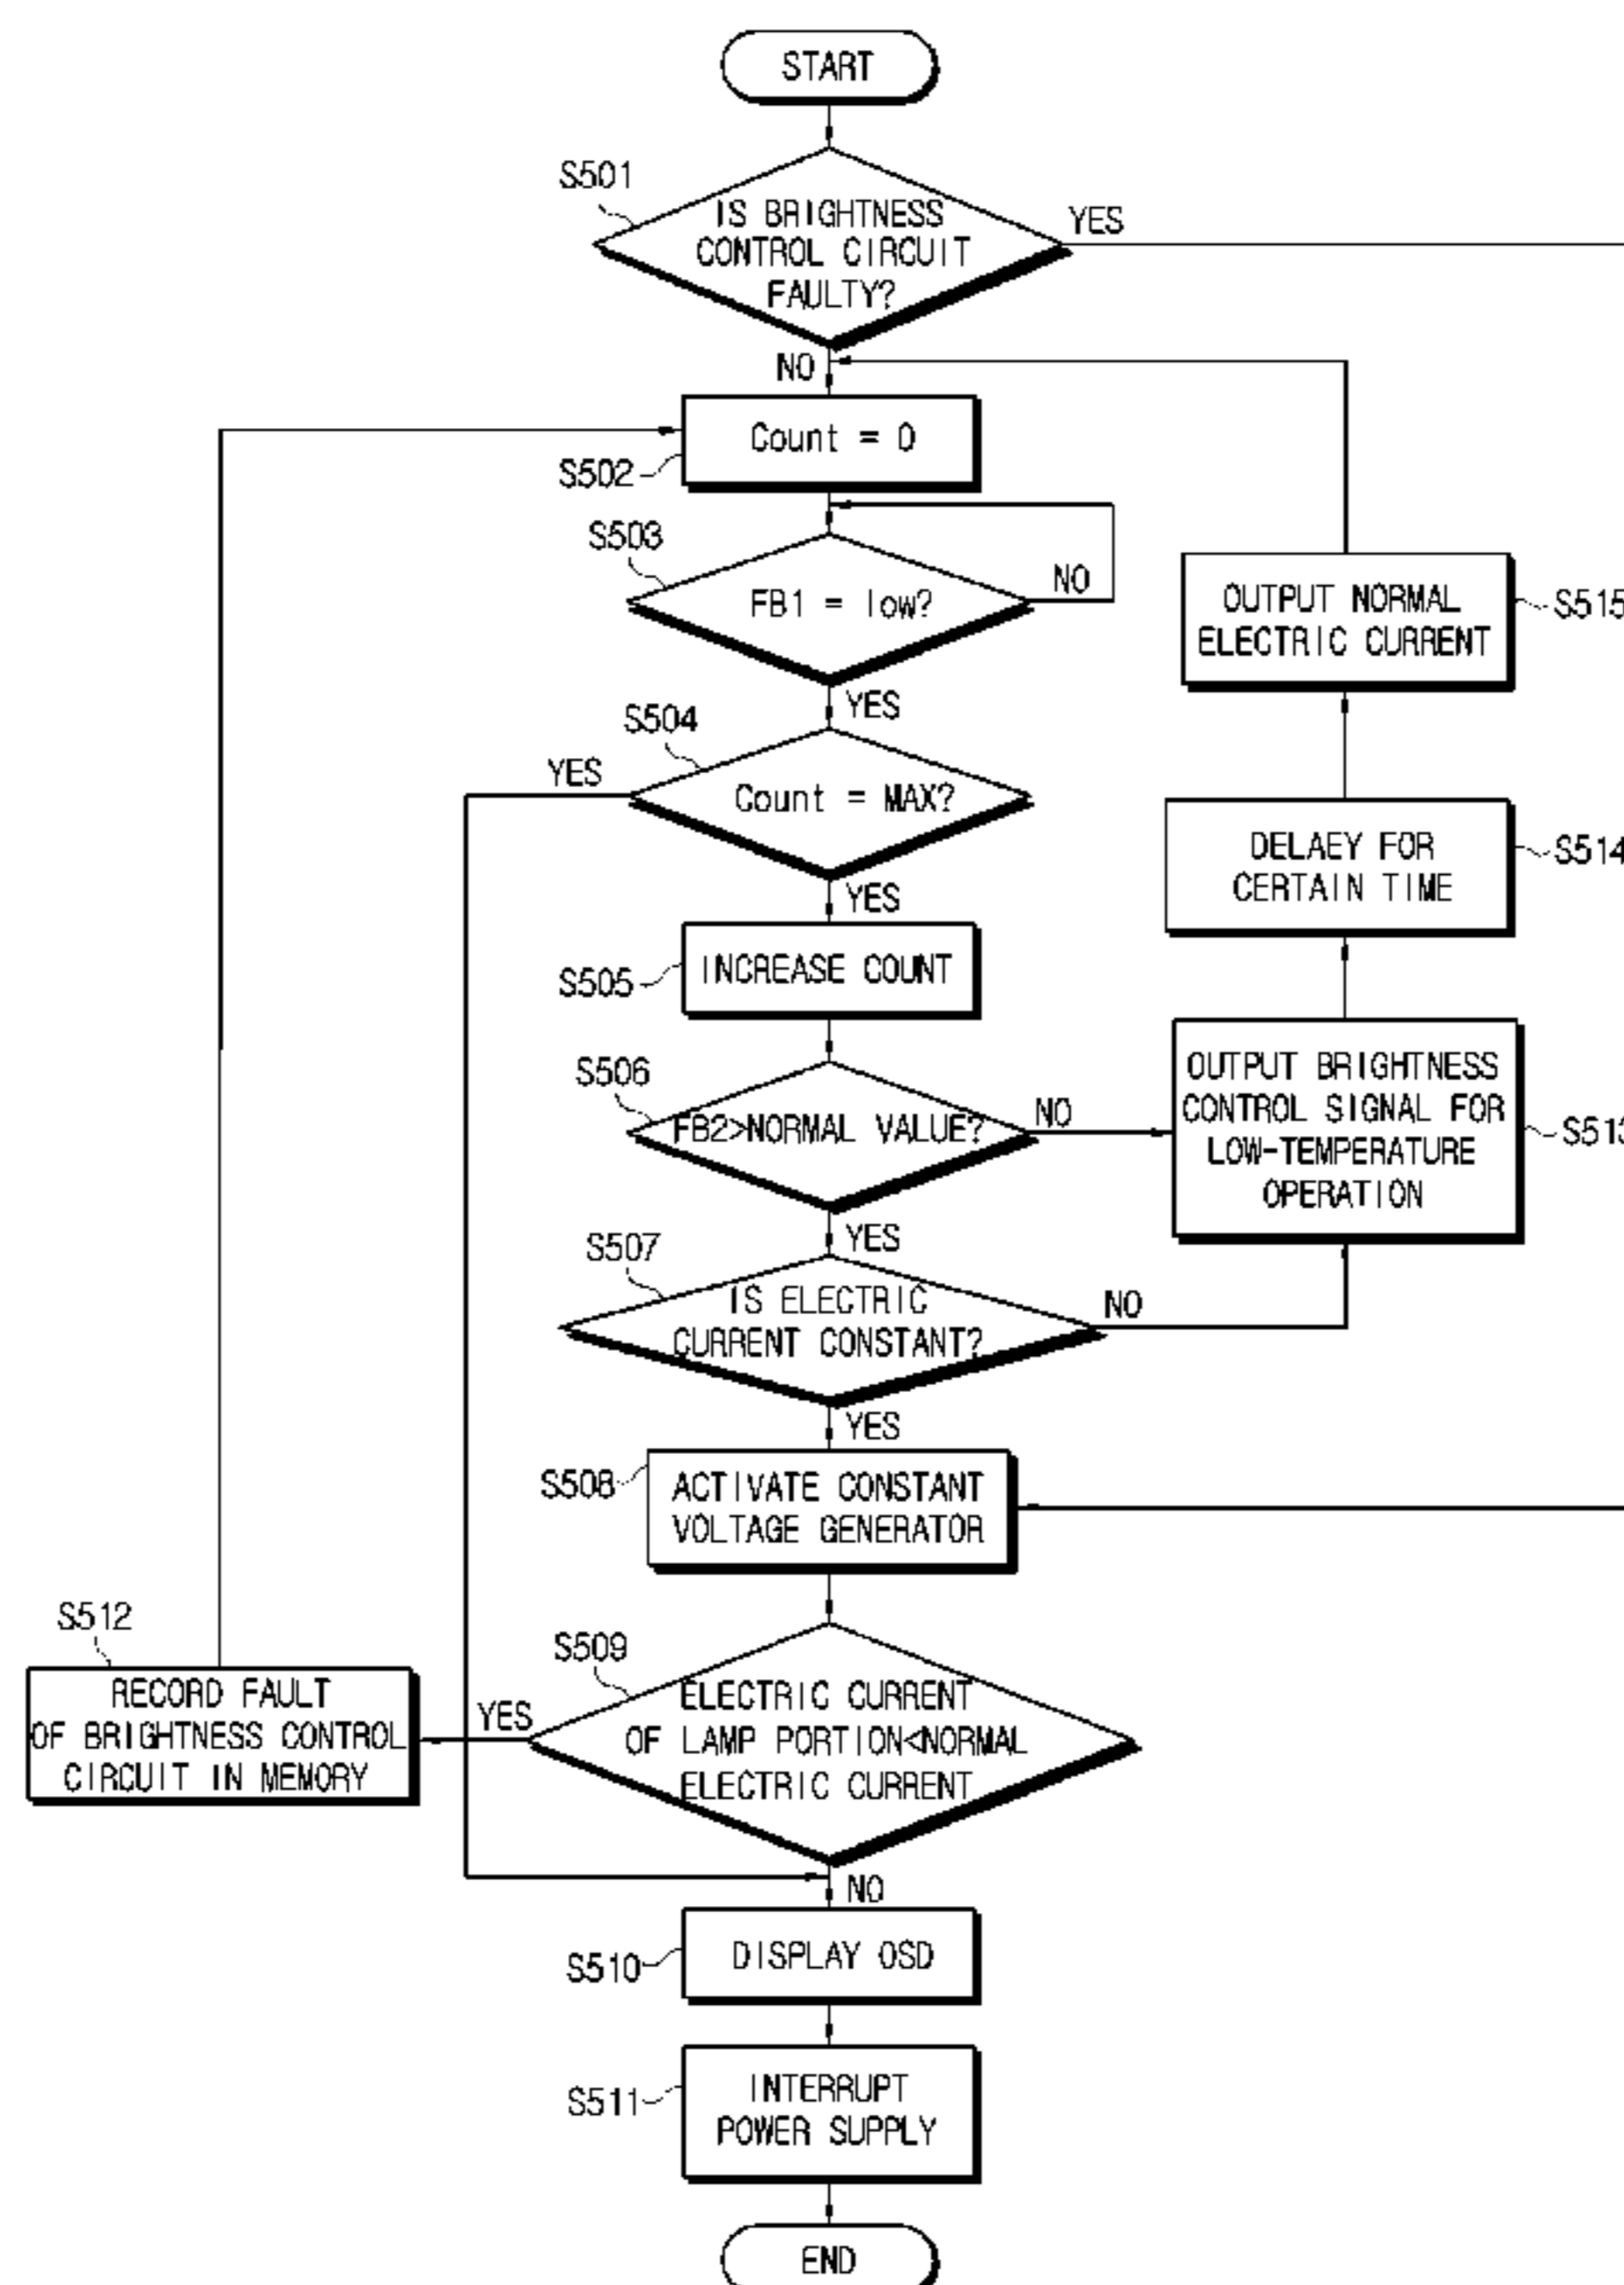 START
S501
IS BRIGHTNESS
CONTROL CIRCUIT
FAULTY?
YES
NO
Count = 0
S502
S503
FB1 = low?
NO
YES
S504
YES
Count = MAX?
YES
S505
INCREASE COUNT
S506
FB2>NORMAL VALUE?
NO
YES
S507
IS ELECTRIC
CURRENT CONSTANT?
NO
YES
S508
ACTIVATE CONSTANT
VOLTAGE GENERATOR
S509
ELECTRIC CURRENT
OF LAMP PORTION<NORMAL
ELECTRIC CURRENT
YES
NO
S510
DISPLAY OSD
S511
INTERRUPT
POWER SUPPLY
END
S512
RECORD FAULT
OF BRIGHTNESS CONTROL
CIRCUIT IN MEMORY
OUTPUT BRIGHTNESS
CONTROL SIGNAL FOR
LOW-TEMPERATURE
OPERATION
S513
DELAEY FOR
CERTAIN TIME
S514
OUTPUT NORMAL
ELECTRIC CURRENT
S515